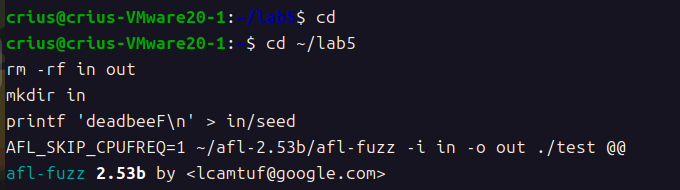 crius@crius-VMware20-1:~/lab5$ cd
crius@crius-VMware20-1:~$ cd ~/lab5
rm -rf in out
mkdir in
printf 'deadbeeF\n' > in/seed
AFL_SKIP_CPUFREQ=1 ~/afl-2.53b/afl-fuzz -i in -o out ./test @@
afl-fuzz 2.53b by <lcamtuf@google.com>